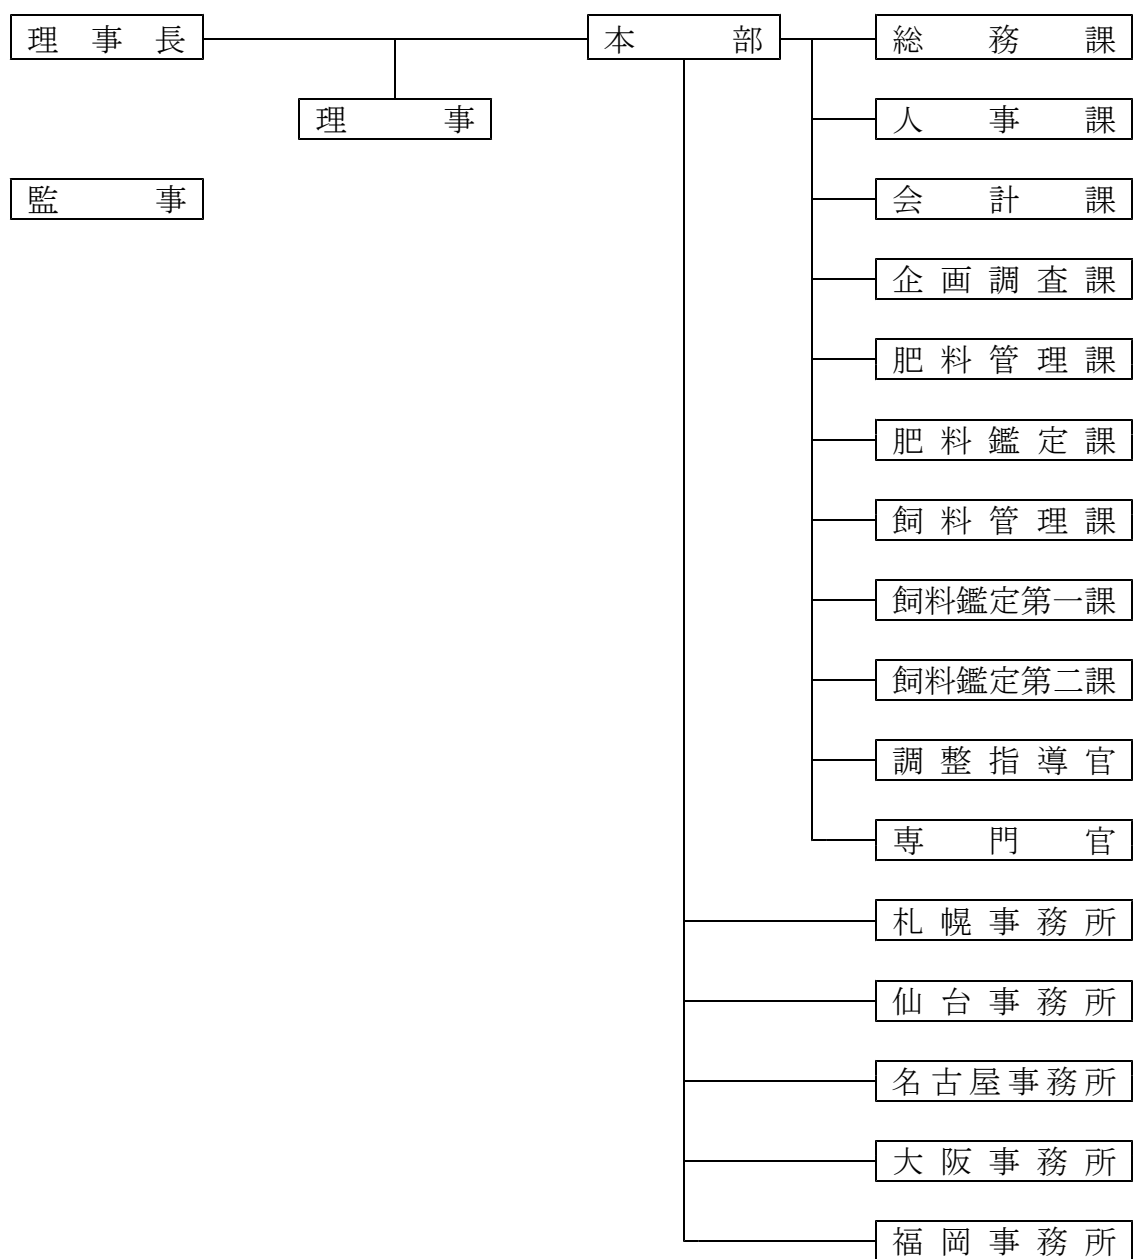 理事長 本部 総務課
理事 人事課
監事 会計課
企画調査課
肥料管理課
肥料鑑定課
飼料管理課
飼料鑑定第一課
飼料鑑定第二課
調整指導官
専門官
札幌事務所
仙台事務所
名古屋事務所
大阪事務所
福岡事務所